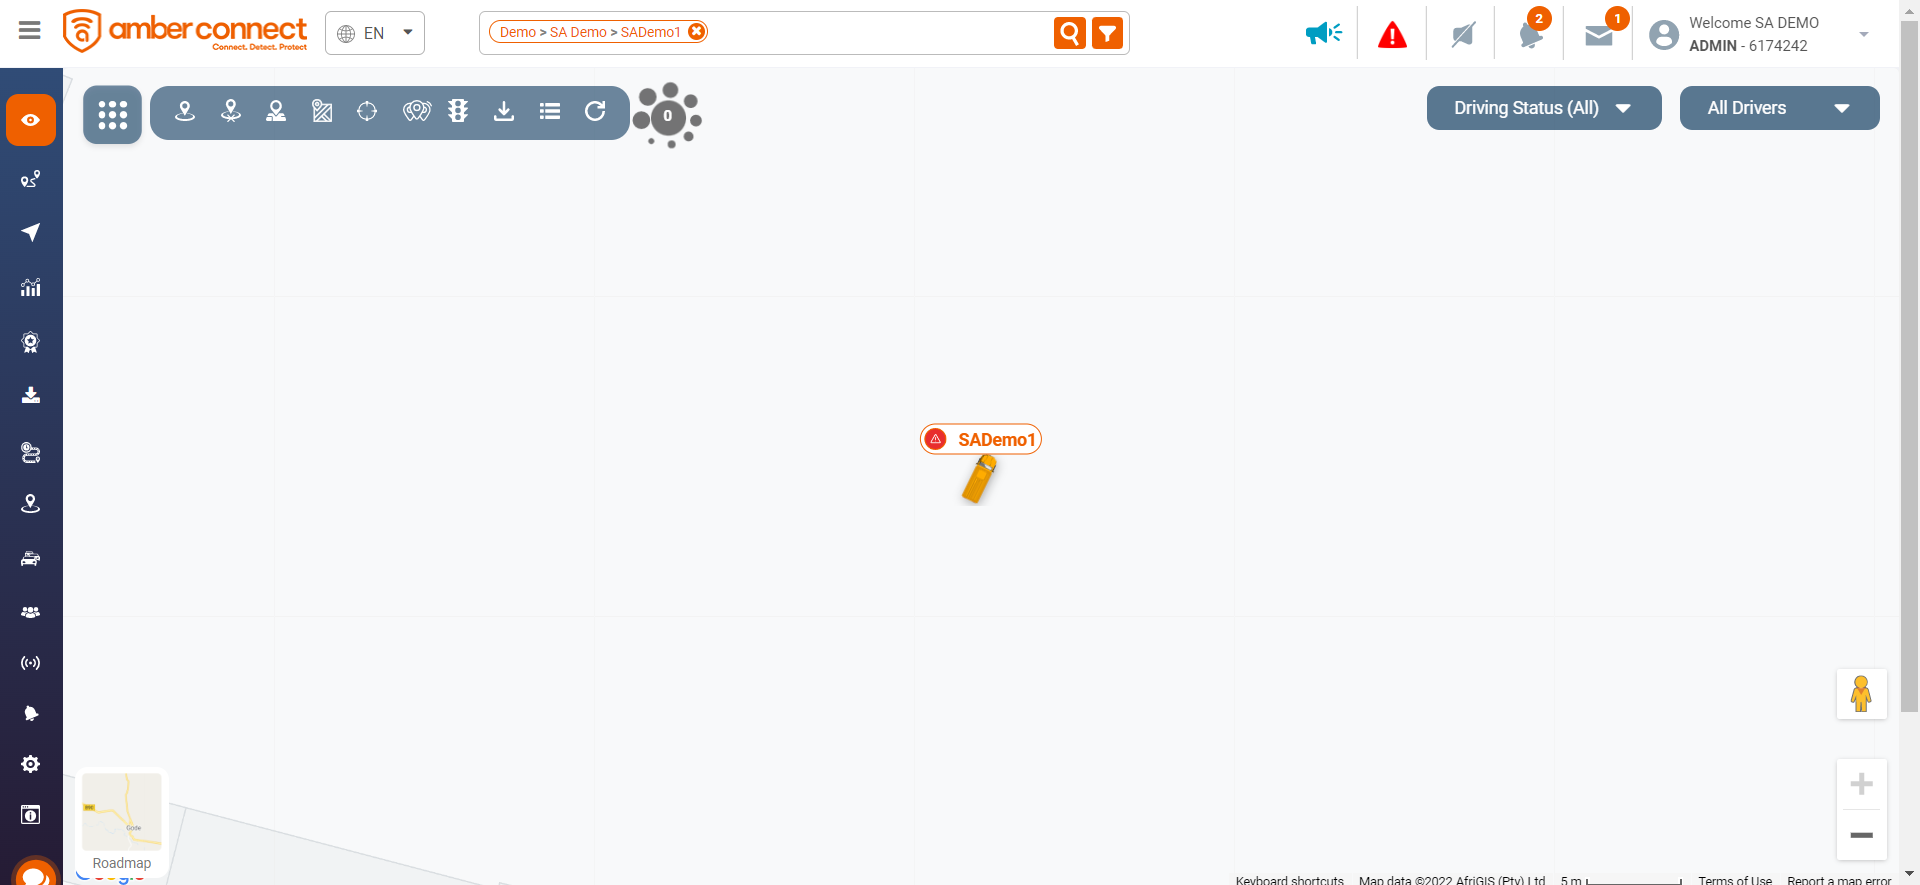 amber connect
Connect. Detect. Protect
EN
Demo > SA Demo > SADemo1
2
1
Welcome SA DEMO
ADMIN - 6174242
0
Driving Status (All)
All Drivers
SADemo1
Gode
Roadmap
Google
Keyboard shortcuts
Map data ©2022 AfriGIS (Pty) Ltd
5 m
Terms of Use
Report a map error